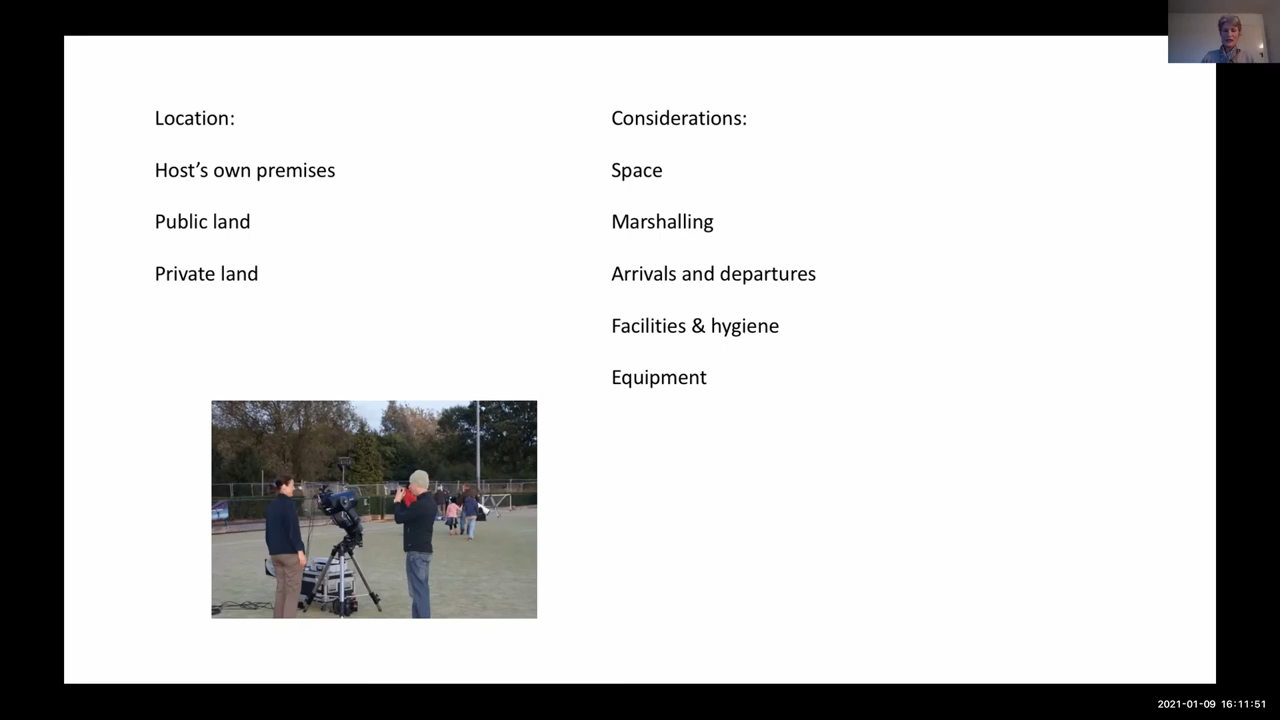 Location:
Host’s own premises
Public land
Private land
Considerations:
Space
Marshalling
Arrivals and departures
Facilities & hygiene
Equipment
2021-01-09 16:11:51